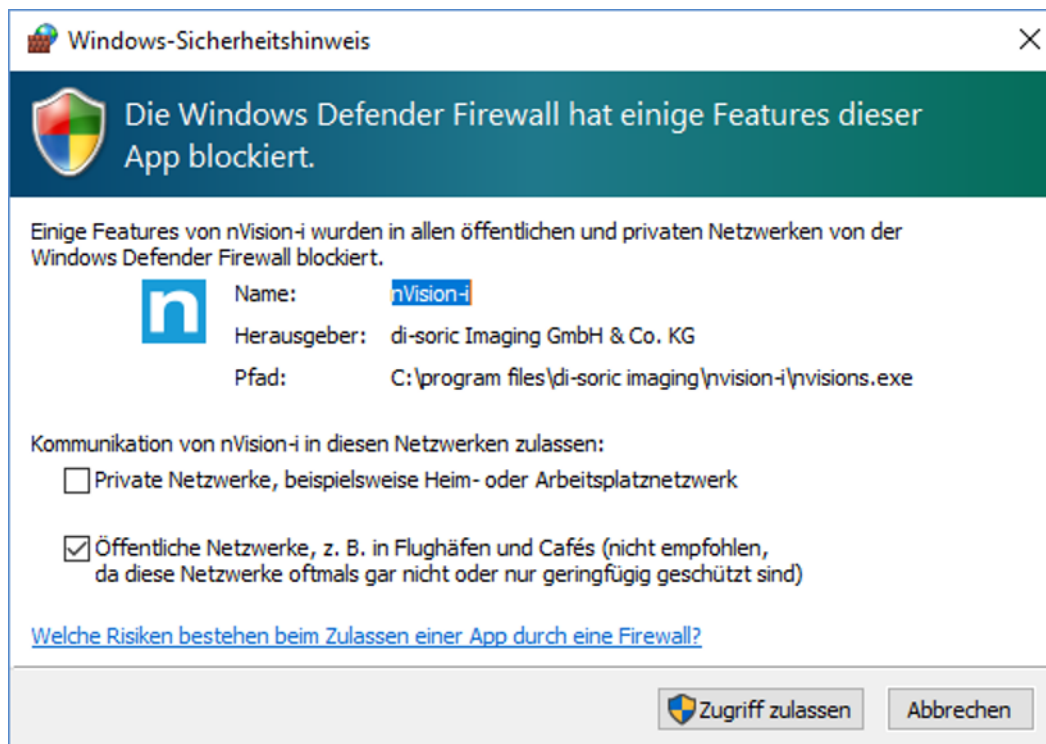 Windows-Sicherheitshinweis
Die Windows Defender Firewall hat einige Features dieser
App blockiert.
Einige Features von nVision-i wurden in allen öffentlichen und privaten Netzwerken von der
Windows Defender Firewall blockiert.
n
Name: nVision-i
Herausgeber: di-soric Imaging GmbH & Co. KG
Pfad: C:\program files\di-soric imaging\nvision-i\nvisions.exe
Kommunikation von nVision-i in diesen Netzwerken zulassen:
Private Netzwerke, beispielsweise Heim- oder Arbeitsplatznetzwerk
Öffentliche Netzwerke, z. B. in Flughäfen und Cafés (nicht empfohlen,
da diese Netzwerke oftmals gar nicht oder nur geringfügig geschützt sind)
Welche Risiken bestehen beim Zulassen einer App durch eine Firewall?
Zugriff zulassen Abbrechen